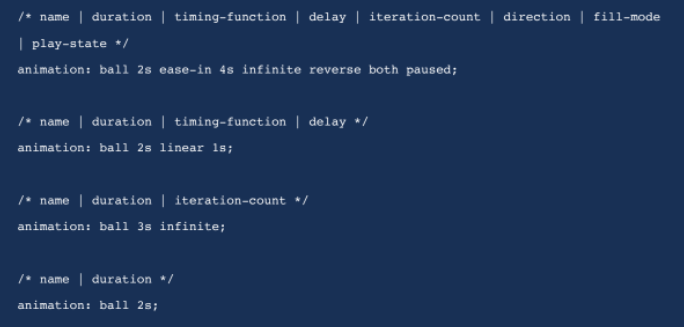 /* name | duration | timing-function | delay | iteration-count | direction | fill-mode
| play-state */
animation: ball 2s ease-in 4s infinite reverse both paused;
/* name | duration | timing-function | delay */
animation: ball 2s linear 1s;
/* name | duration | iteration-count */
animation: ball 3s infinite;
/* name | duration */
animation: ball 2s;